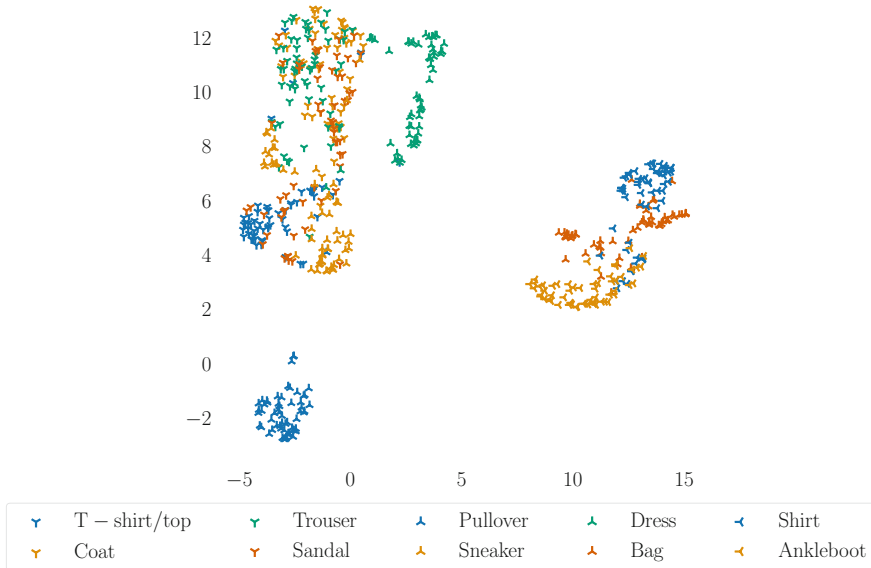 12
10
8
6
4
2
0
−2
−5 0 5 10 15
T − shirt/top Trouser Pullover Dress Shirt
Coat Sandal Sneaker Bag Ankleboot